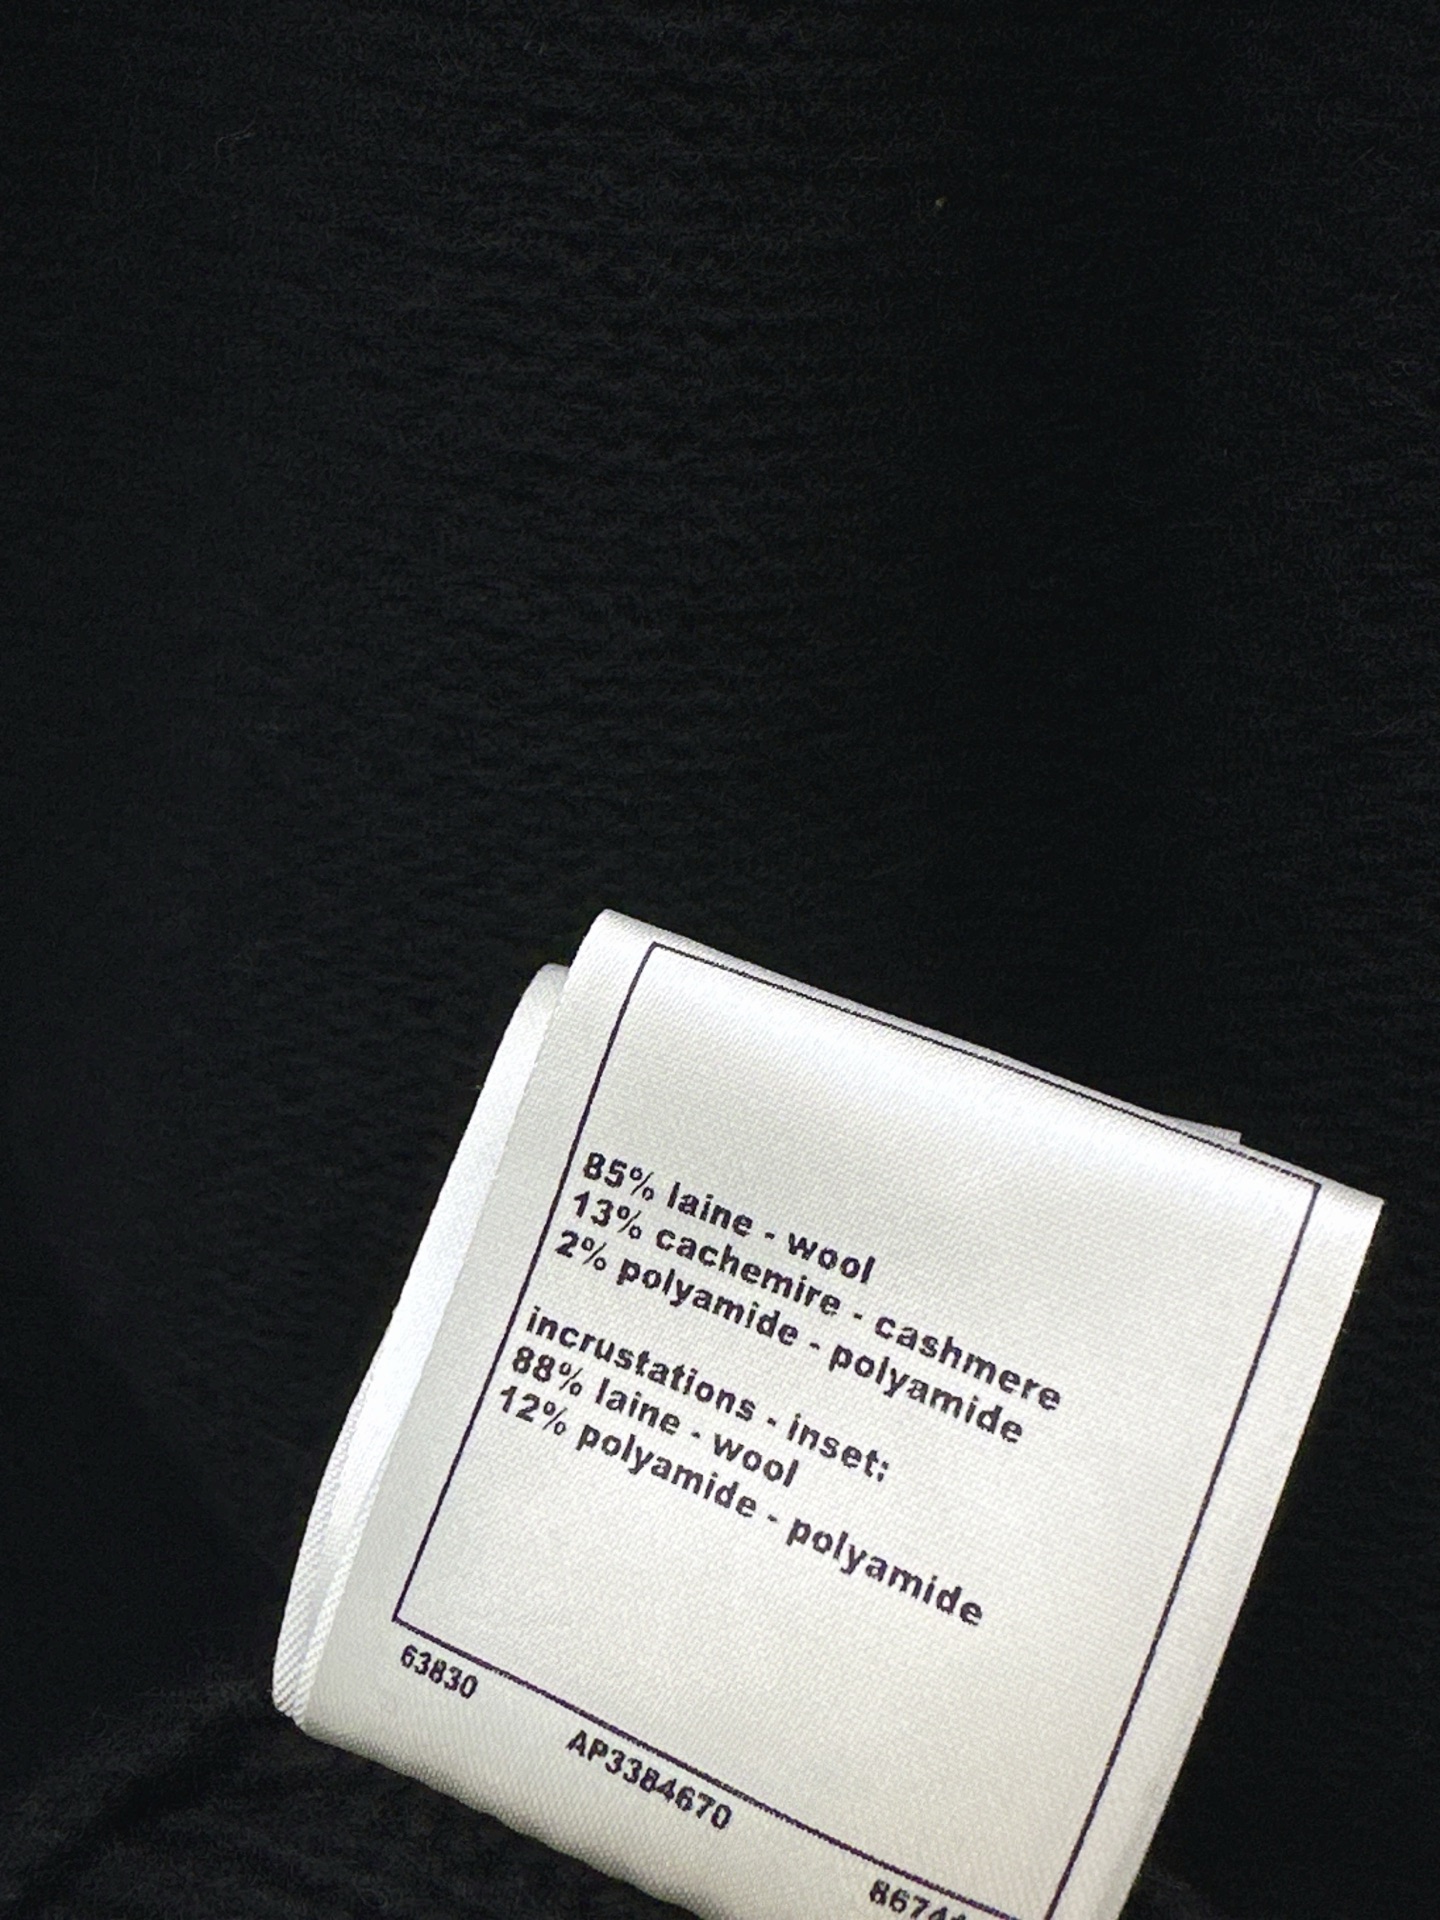 85% laine - wool
13% cachemire - cashmere
2% polyamide - polyamide
incrustations - inset:
88% laine - wool
12% polyamide - polyamide
63830
AP3384670